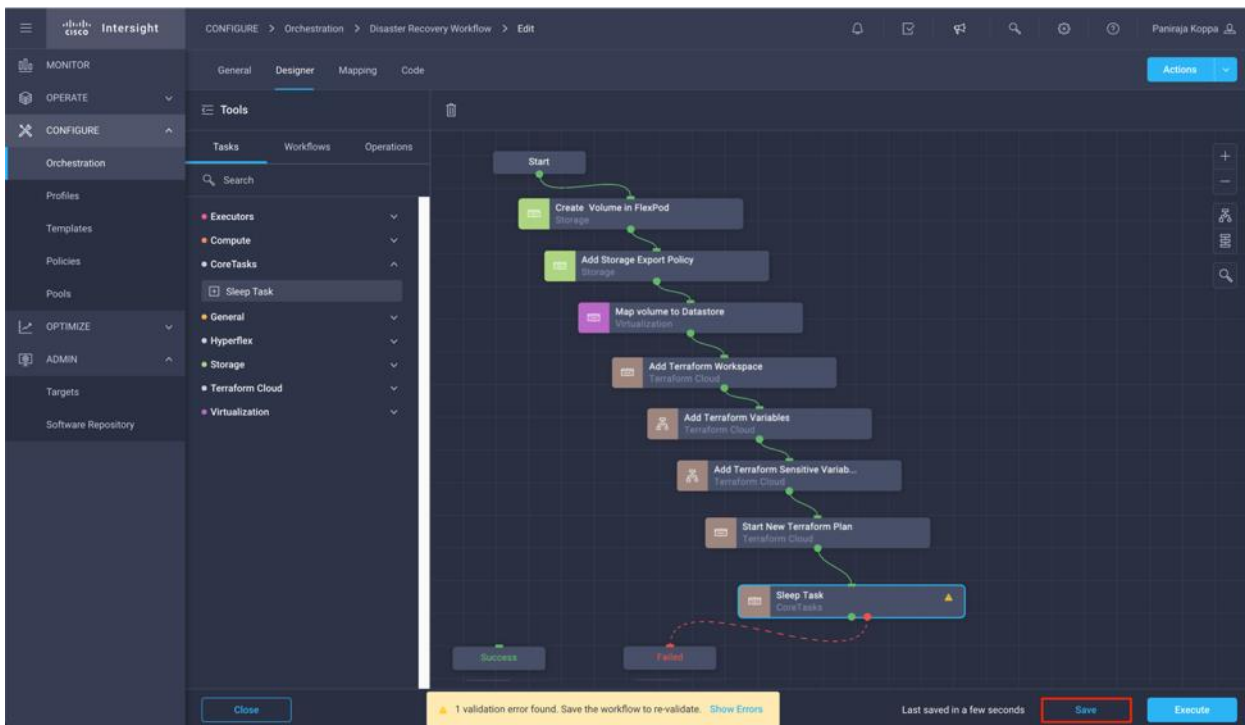 cisco Intersight
CONFIGURE > Orchestration > Disaster Recovery Workflow > Edit
Paniraja Koppa
MONITOR
OPERATE
CONFIGURE
Orchestration
Profiles
Templates
Policies
Pools
OPTIMIZE
ADMIN
Targets
Software Repository
General Designer Mapping Code
Actions
Tools
Tasks Workflows Operations
Search
Executors
Compute
CoreTasks
Sleep Task
General
Hyperflex
Storage
Terraform Cloud
Virtualization
Start
Create Volume in FlexPod
Storage
Add Storage Export Policy
Storage
Map volume to Datastore
Virtualization
Add Terraform Workspace
Terraform Cloud
Add Terraform Variables
Terraform Cloud
Add Terraform Sensitive Variab...
Terraform Cloud
Start New Terraform Plan
Terraform Cloud
Sleep Task
CoreTasks
Success
Failed
Close
1 validation error found. Save the workflow to re-validate. Show Errors
Last saved in a few seconds
Save
Execute